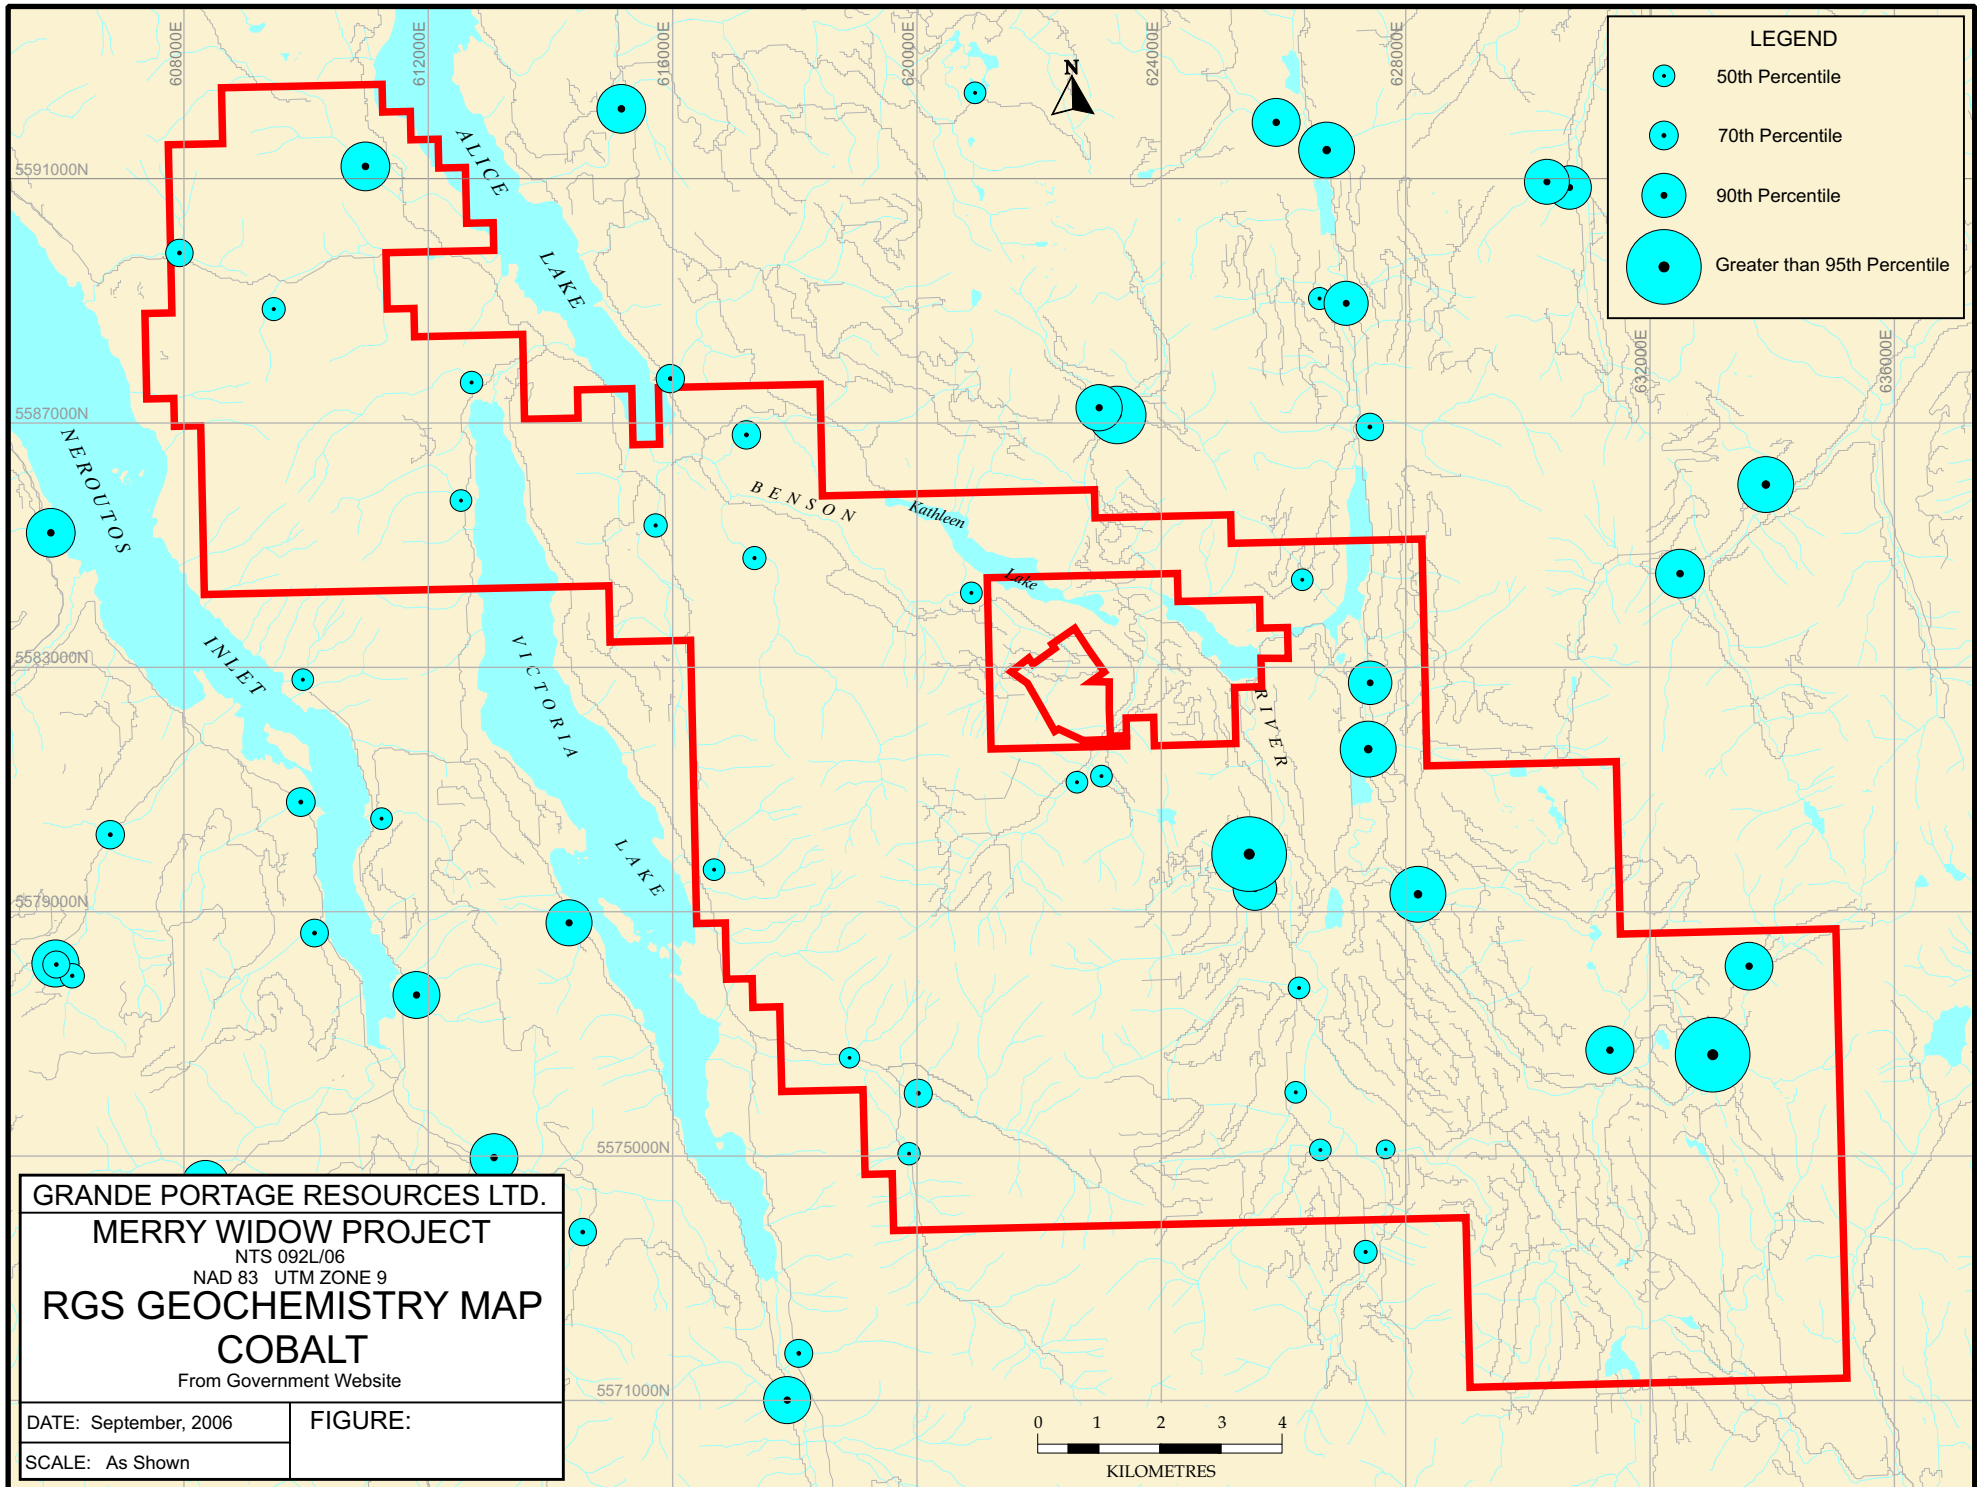 608000E
612000E
616000E
620000E
624000E
628000E
632000E
636000E
N
LEGEND
50th Percentile
70th Percentile
90th Percentile
Greater than 95th Percentile
5591000N
5587000N
5583000N
5579000N
5575000N
5571000N
ALICE
LAKE
NEROUTOS
INLET
VICTORIA
LAKE
BENSON
RIVER
Kathleen
Lake
GRANDE PORTAGE RESOURCES LTD.
MERRY WIDOW PROJECT
NTS 092L/06
NAD 83 UTM ZONE 9
RGS GEOCHEMISTRY MAP
COBALT
From Government Website
DATE: September, 2006
FIGURE:
SCALE: As Shown
0 1 2 3 4
KILOMETRES